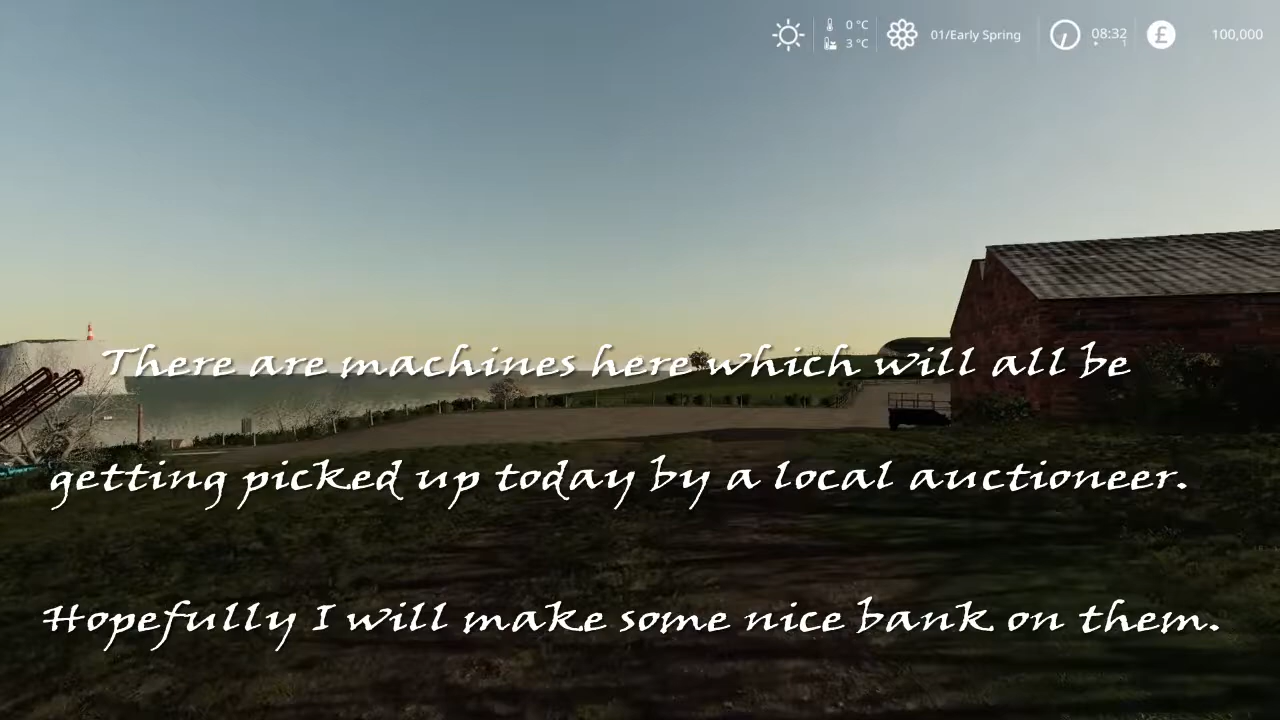 0 °C
3 °C
01/Early Spring
08:32
1
£
100,000
There are machines here which will all be
getting picked up today by a local auctioneer.
Hopefully I will make some nice bank on them.